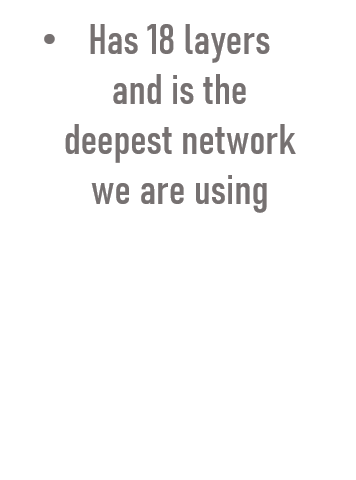 • Has 18 layers
and is the
deepest network
we are using